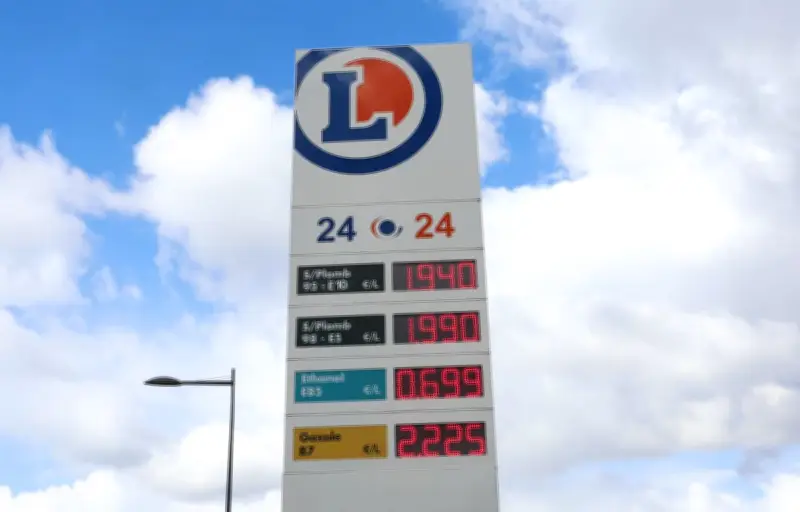 L
24 24
S/Plomb
95 - E10 €/L 1.940
S/Plomb
98 - E5 €/L 1.990
Ethanol
E85 €/L 0.699
Gazole
B7 €/L 2.225